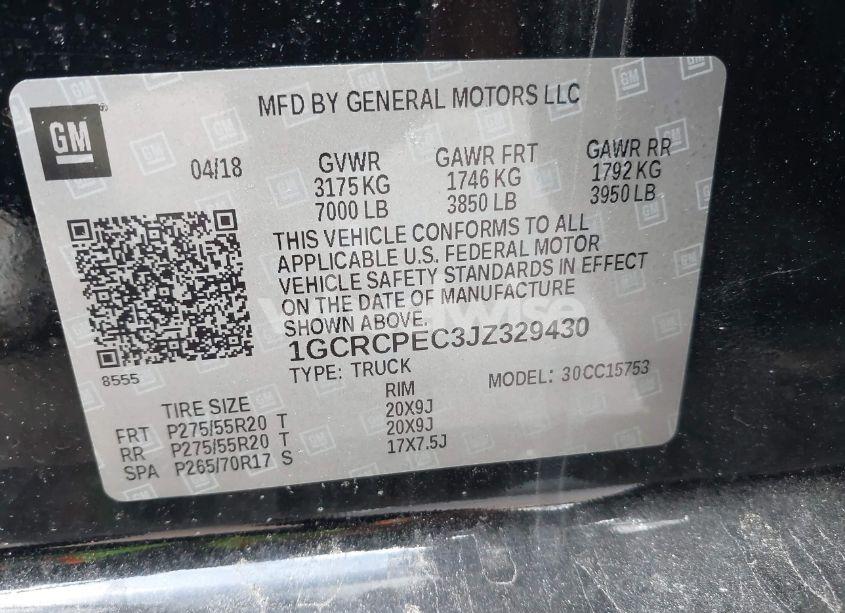 MFD BY GENERAL MOTORS LLC
GM
04/18
GVWR GAWR FRT GAWR RR
3175 KG 1746 KG 1792 KG
7000 LB 3850 LB 3950 LB
THIS VEHICLE CONFORMS TO ALL
APPLICABLE U.S. FEDERAL MOTOR
VEHICLE SAFETY STANDARDS IN EFFECT
ON THE DATE OF MANUFACTURE
SHOWN ABOVE.
1GCRCPEC3JZ329430
8555
TYPE: TRUCK MODEL: 30CC15753
TIRE SIZE RIM
FRT P275/55R20 T 20X9J
RR P275/55R20 T 20X9J
SPA P265/70R17 S 17X7.5J